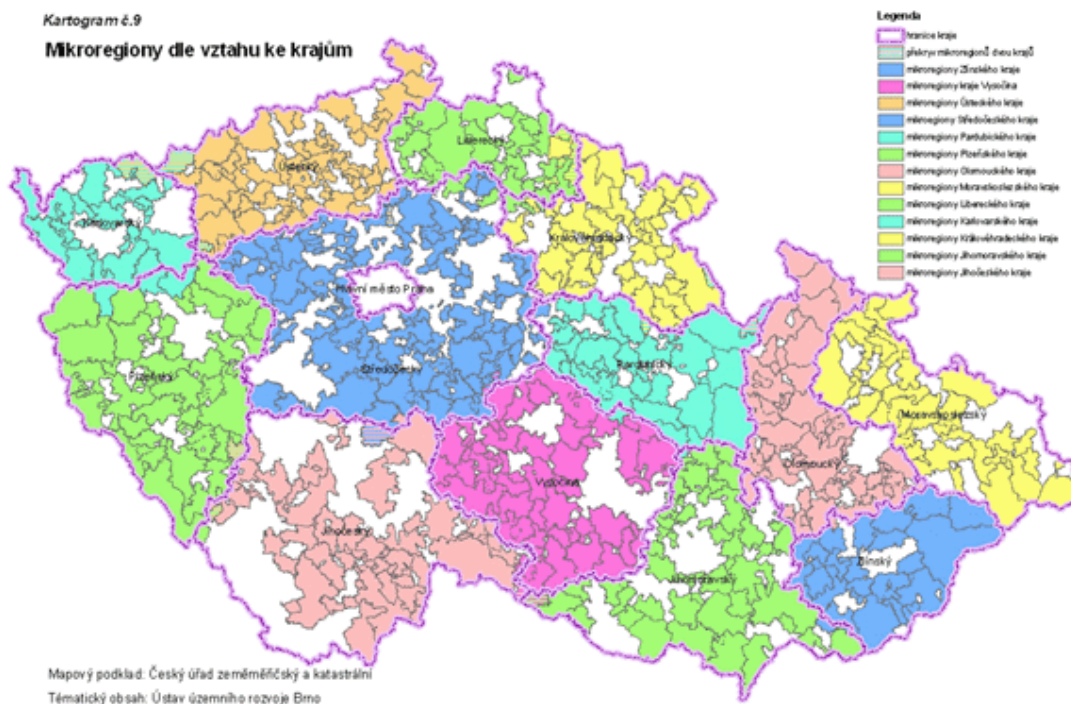 Kartogram č.9
Mikroregiony dle vztahu ke krajům
Legenda
hranice kraje
překryv mikroregionů dvou krajů
mikroregiony Zlínského kraje
mikroregiony kraje Vysočina
mikroregiony Ústeckého kraje
mikroregiony Středočeského kraje
mikroregiony Pardubického kraje
mikroregiony Plzeňského kraje
mikroregiony Olomouckého kraje
mikroregiony Moravskoslezského kraje
mikroregiony Libereckého kraje
mikroregiony Karlovarského kraje
mikroregiony Královéhradeckého kraje
mikroregiony Jihomoravského kraje
mikroregiony Jihočeského kraje
Liberecký
Ústecký
Královéhradecký
Hlavní město Praha
Středočeský
Pardubický
Plzeňský
Moravskoslezský
Olomoucký
Vysočina
Jihočeský
Zlínský
Jihomoravský
Mapový podklad: Český úřad zeměměřičský a katastrální
Tématický obsah: Ústav územního rozvoje Brno